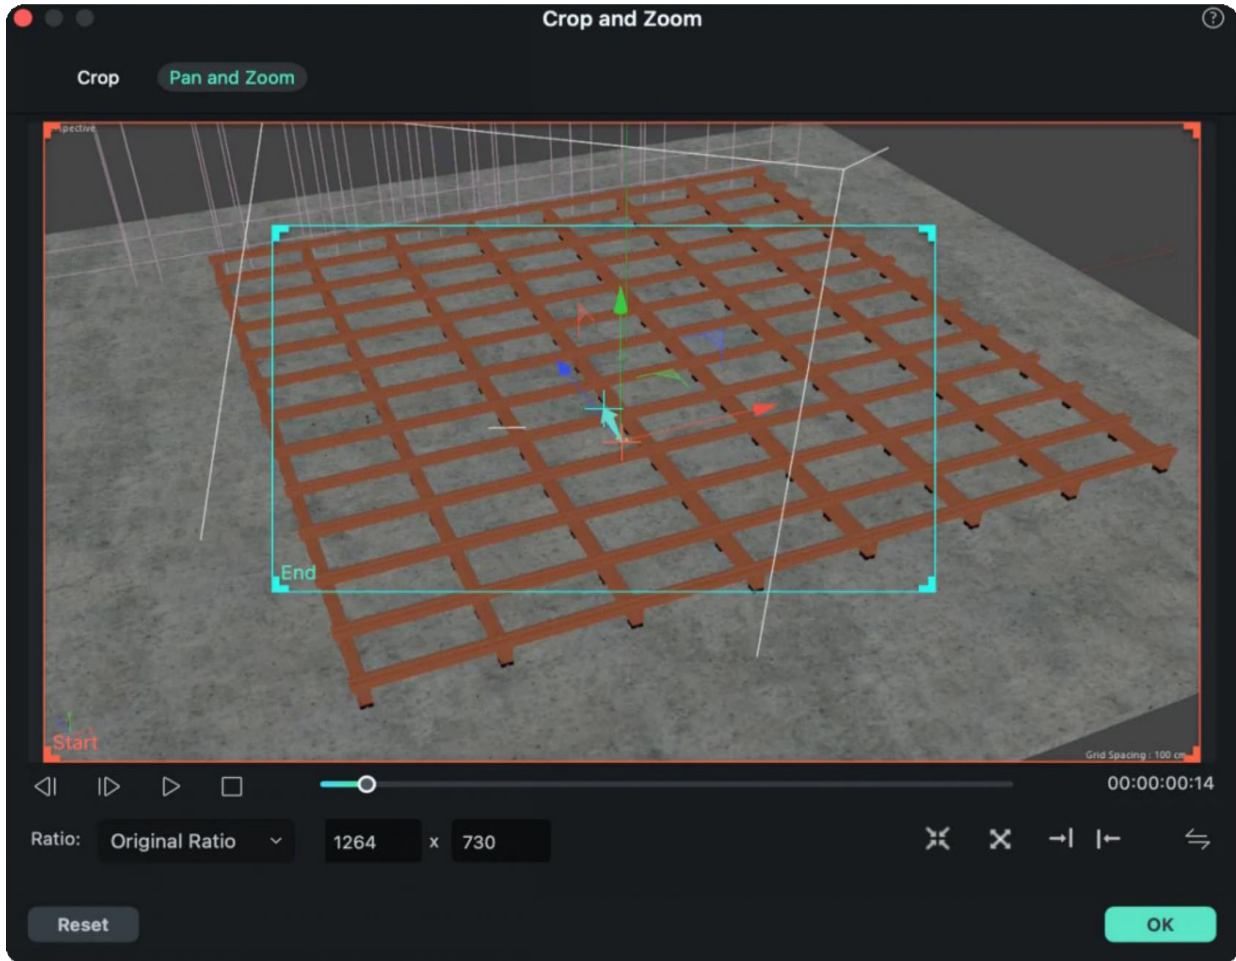 Crop and Zoom
?
Crop
Pan and Zoom
spective
End
Start
Grid Spacing : 100 cm
00:00:00:14
Ratio:
Original Ratio
1264
x
730
Reset
OK